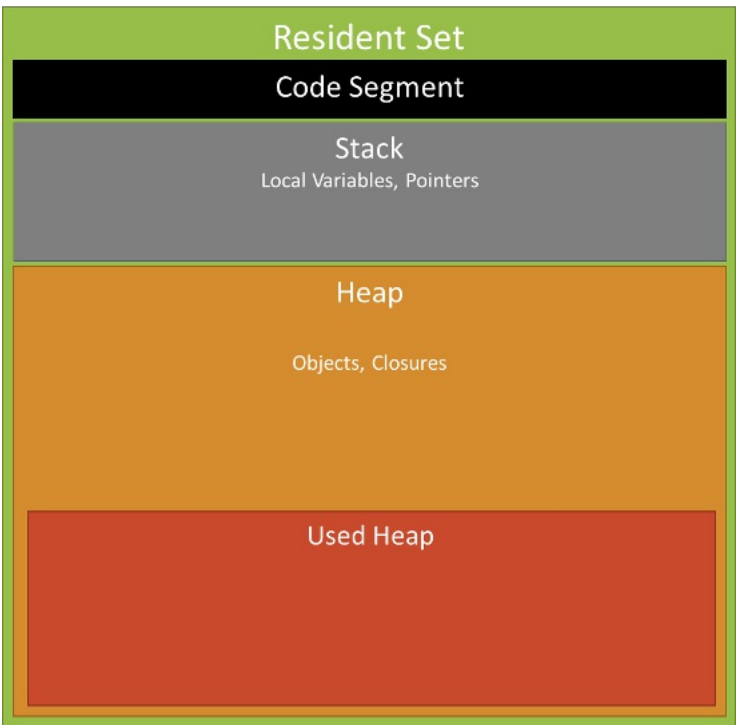 Resident Set
Code Segment
Stack
Local Variables, Pointers
Heap
Objects, Closures
Used Heap